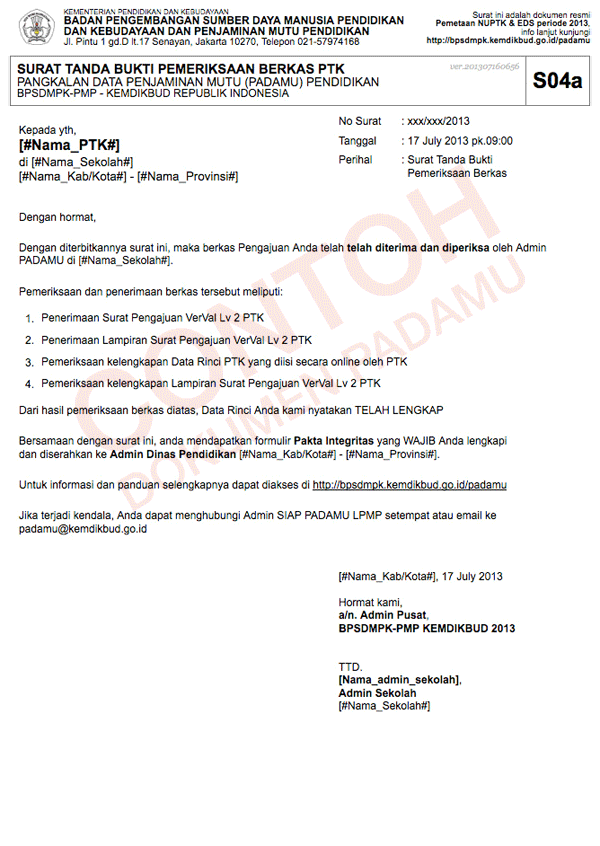 KEMENTERIAN PENDIDIKAN DAN KEBUDAYAAN
BADAN PENGEMBANGAN SUMBER DAYA MANUSIA PENDIDIKAN
DAN KEBUDAYAAN DAN PENJAMINAN MUTU PENDIDIKAN
Jl. Pintu 1 gd.D lt.17 Senayan, Jakarta 10270, Telepon 021-57974168
Surat ini adalah dokumen resmi
Pemetaan NUPTK & EDS periode 2013,
info lanjut kunjungi
http://bpsdmpk.kemdikbud.go.id/padamu
SURAT TANDA BUKTI PEMERIKSAAN BERKAS PTK
PANGKALAN DATA PENJAMINAN MUTU (PADAMU) PENDIDIKAN
BPSDMPK-PMP - KEMDIKBUD REPUBLIK INDONESIA
ver.201307160656
S04a
Kepada yth,
[#Nama_PTK#]
di [#Nama_Sekolah#]
[#Nama_Kab/Kota#] - [#Nama_Provinsi#]
No Surat : xxx/xxx/2013
Tanggal : 17 July 2013 pk.09:00
Perihal : Surat Tanda Bukti
Pemeriksaan Berkas
Dengan hormat,
Dengan diterbitkannya surat ini, maka berkas Pengajuan Anda telah telah diterima dan diperiksa oleh Admin
PADAMU di [#Nama_Sekolah#].
Pemeriksaan dan penerimaan berkas tersebut meliputi:
1. Penerimaan Surat Pengajuan VerVal Lv 2 PTK
2. Penerimaan Lampiran Surat Pengajuan VerVal Lv 2 PTK
3. Pemeriksaan kelengkapan Data Rinci PTK yang diisi secara online oleh PTK
4. Pemeriksaan kelengkapan Lampiran Surat Pengajuan VerVal Lv 2 PTK
Dari hasil pemeriksaan berkas diatas, Data Rinci Anda kami nyatakan TELAH LENGKAP
Bersamaan dengan surat ini, anda mendapatkan formulir Pakta Integritas yang WAJIB Anda lengkapi
dan diserahkan ke Admin Dinas Pendidikan [#Nama_Kab/Kota#] - [#Nama_Provinsi#].
Untuk informasi dan panduan selengkapnya dapat diakses di http://bpsdmpk.kemdikbud.go.id/padamu
Jika terjadi kendala, Anda dapat menghubungi Admin SIAP PADAMU LPMP setempat atau email ke
padamu@kemdikbud.go.id
[#Nama_Kab/Kota#], 17 July 2013
Hormat kami,
a/n. Admin Pusat,
BPSDMPK-PMP KEMDIKBUD 2013
TTD.
[Nama_admin_sekolah],
Admin Sekolah
[#Nama_Sekolah#]
CONTOH
DOKUMEN PADAMU